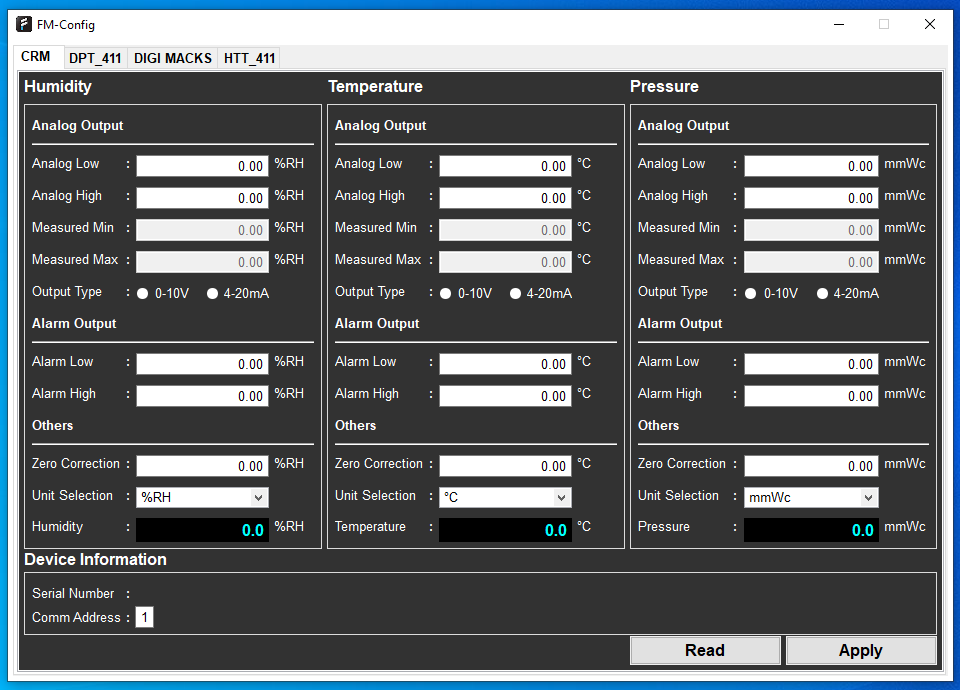 FM-Config
CRM DPT_411 DIGI MACKS HTT_411
Humidity Temperature Pressure
Analog Output Analog Output Analog Output
Analog Low : 0.00 %RH Analog Low : 0.00 °C Analog Low : 0.00 mmWc
Analog High : 0.00 %RH Analog High : 0.00 °C Analog High : 0.00 mmWc
Measured Min : 0.00 %RH Measured Min : 0.00 °C Measured Min : 0.00 mmWc
Measured Max : 0.00 %RH Measured Max : 0.00 °C Measured Max : 0.00 mmWc
Output Type : 0-10V 4-20mA Output Type : 0-10V 4-20mA Output Type : 0-10V 4-20mA
Alarm Output Alarm Output Alarm Output
Alarm Low : 0.00 %RH Alarm Low : 0.00 °C Alarm Low : 0.00 mmWc
Alarm High : 0.00 %RH Alarm High : 0.00 °C Alarm High : 0.00 mmWc
Others Others Others
Zero Correction : 0.00 %RH Zero Correction : 0.00 °C Zero Correction : 0.00 mmWc
Unit Selection : %RH Unit Selection : °C Unit Selection : mmWc
Humidity : 0.0 %RH Temperature : 0.0 °C Pressure : 0.0 mmWc
Device Information
Serial Number :
Comm Address : 1
Read Apply